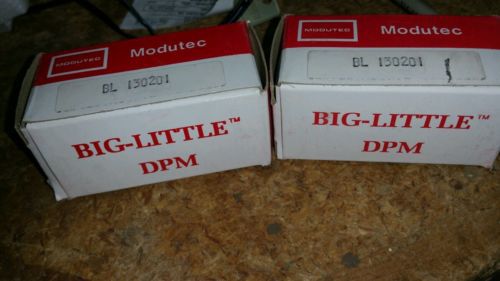 MODUTEC
Modutec
BL 130201
BIG-LITTLE™
DPM
MODUTEC
Modutec
BL 130201
BIG-LITTLE™
DPM